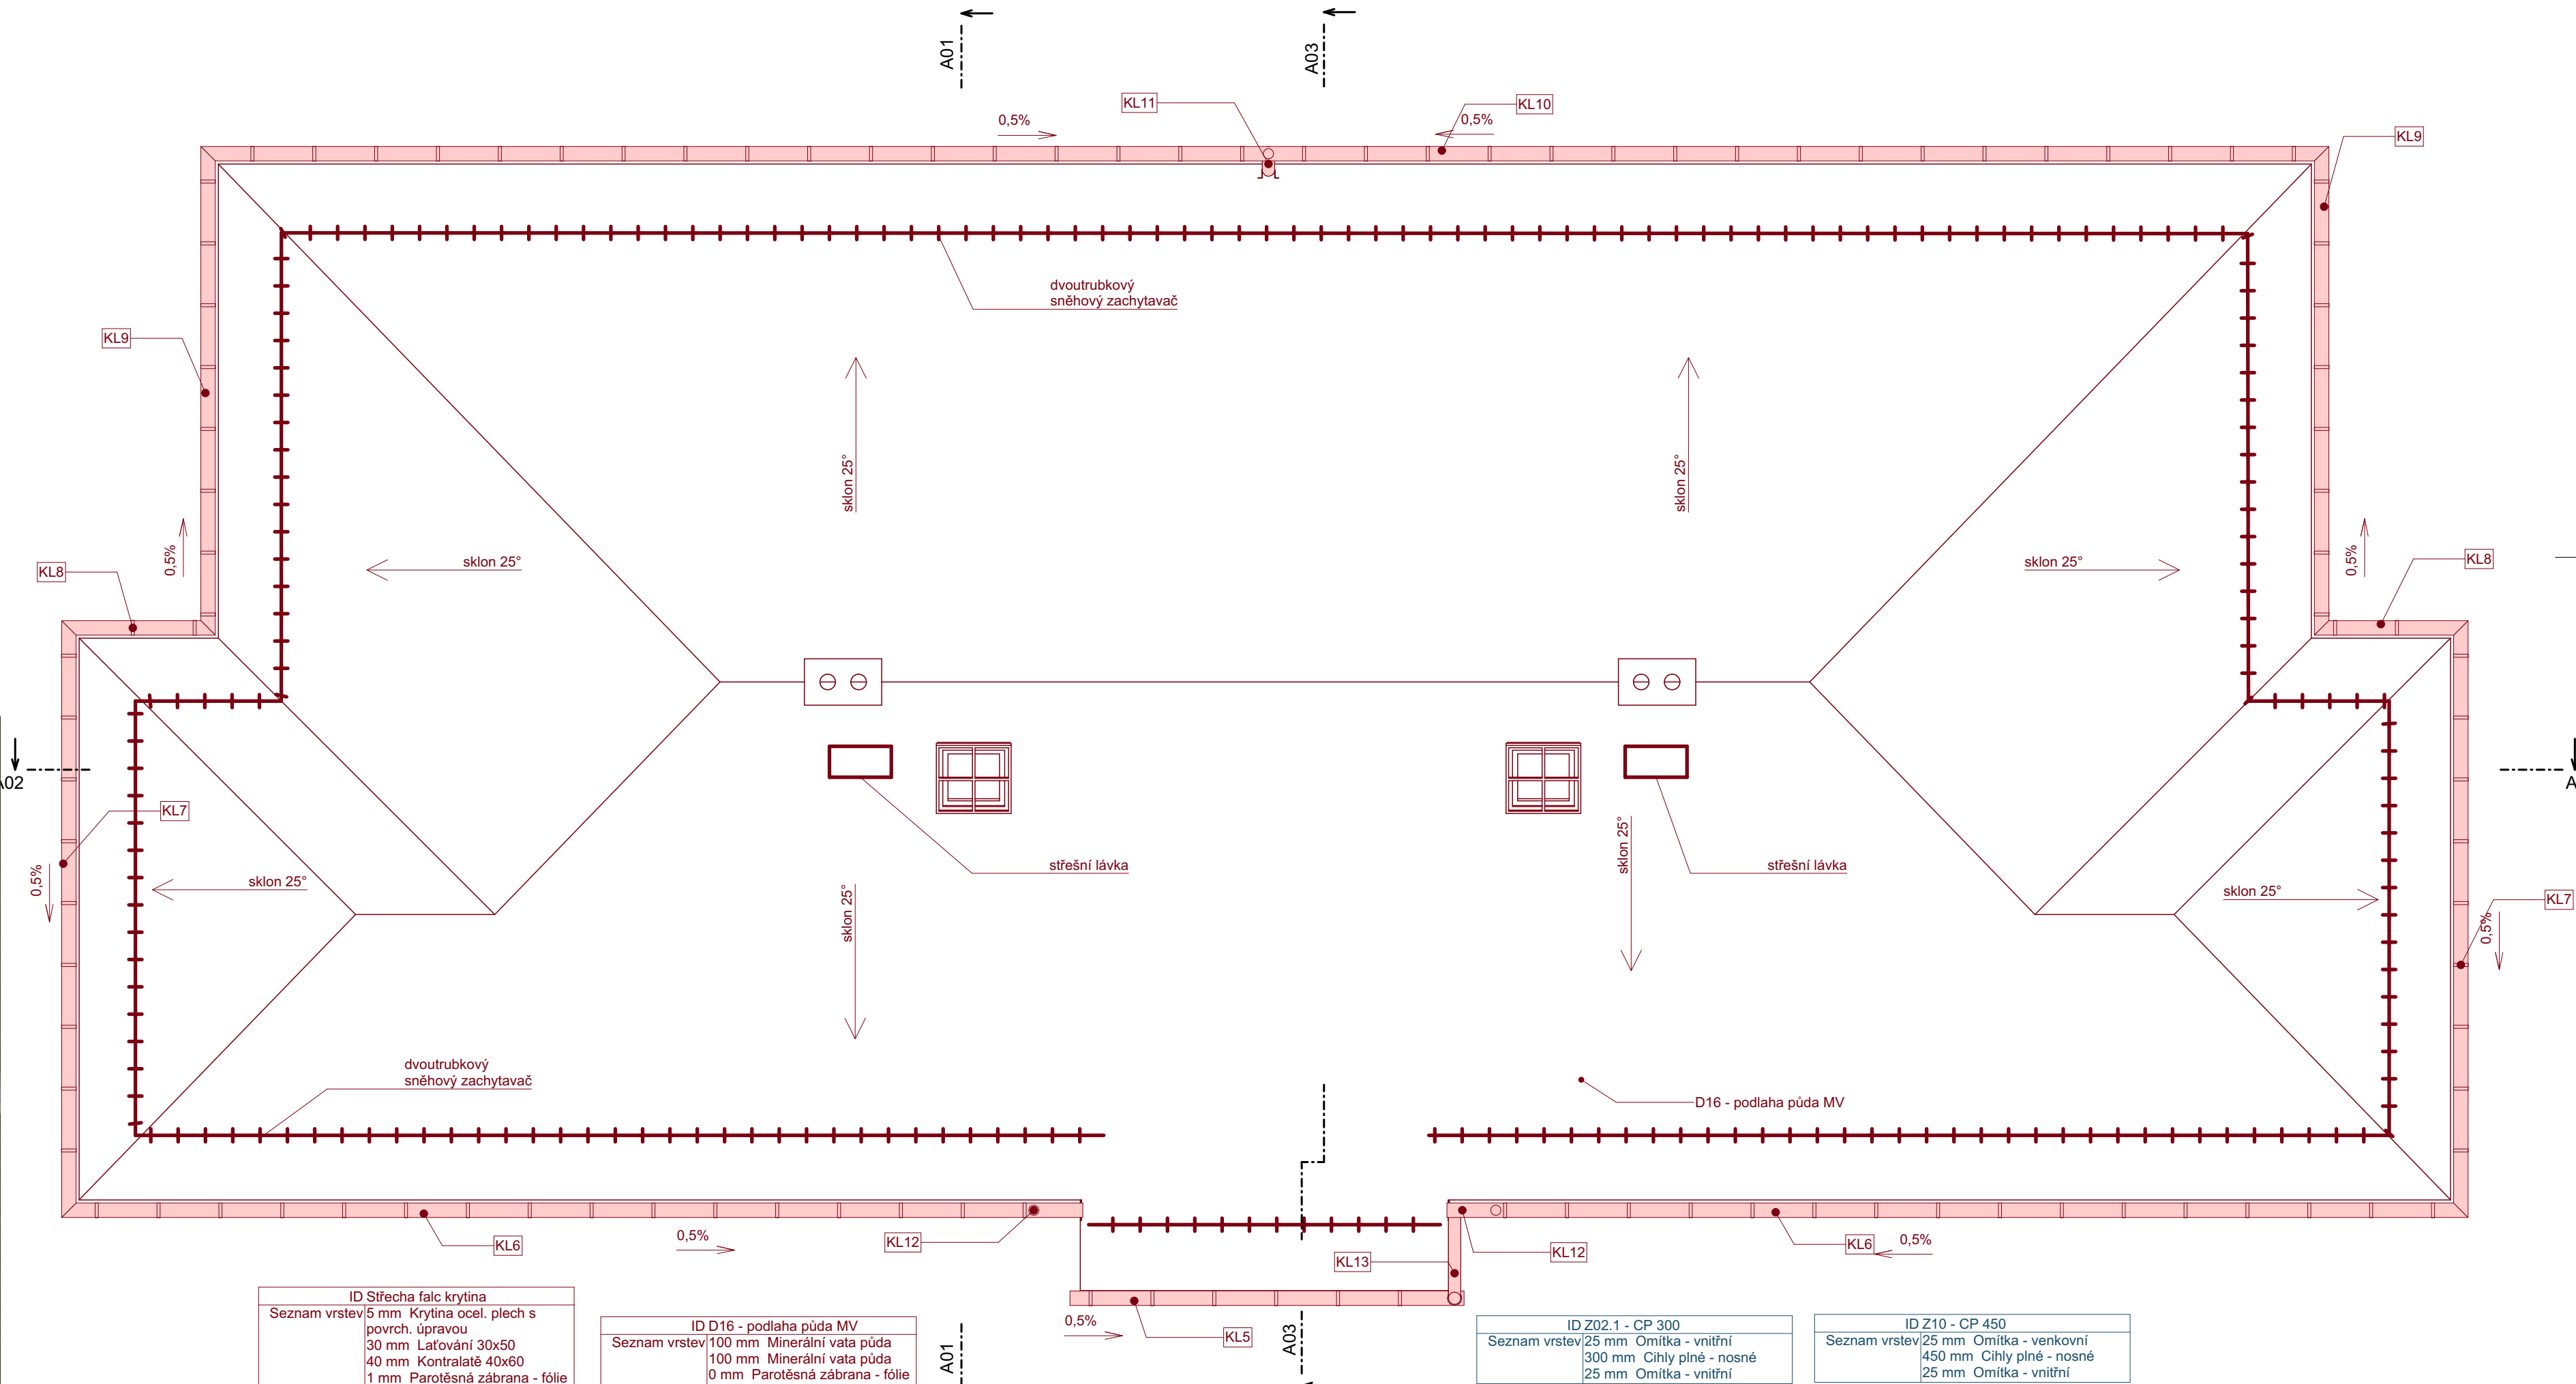 A01
A03
KL11
KL10
0,5%
0,5%
KL9
dvoutrubkový
sněhový zachytavač
KL9
sklon 25°
sklon 25°
0,5%
sklon 25°
sklon 25°
0,5%
KL8
KL8
A02
KL7
0,5%
sklon 25°
střešní lávka
sklon 25°
sklon 25°
střešní lávka
sklon 25°
KL7
0,5%
dvoutrubkový
sněhový zachytavač
D16 - podlaha půda MV
KL6
0,5%
KL12
KL13
KL12
KL6
0,5%
0,5%
KL5
A01
A03
ID Střecha falc krytina
Seznam vrstev 5 mm Krytina ocel. plech s
povrch. úpravou
30 mm Laťování 30x50
40 mm Kontralatě 40x60
1 mm Parotěsná zábrana - fólie
ID D16 - podlaha půda MV
Seznam vrstev 100 mm Minerální vata půda
100 mm Minerální vata půda
0 mm Parotěsná zábrana - fólie
ID Z02.1 - CP 300
Seznam vrstev 25 mm Omítka - vnitřní
300 mm Cihly plné - nosné
25 mm Omítka - vnitřní
ID Z10 - CP 450
Seznam vrstev 25 mm Omítka - venkovní
450 mm Cihly plné - nosné
25 mm Omítka - vnitřní